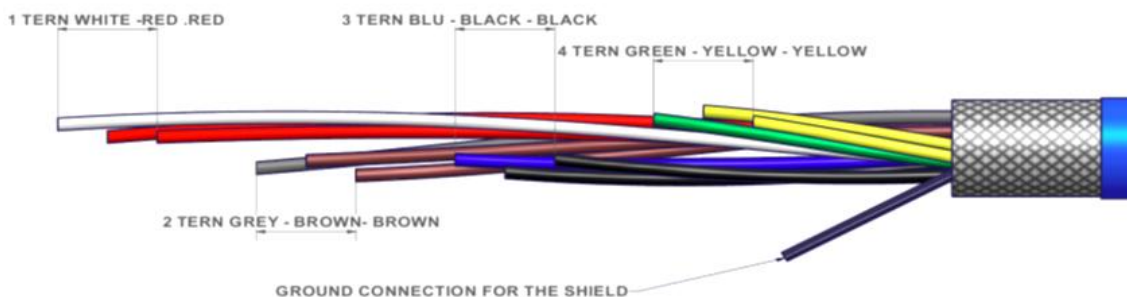 1 TERN WHITE -RED .RED
3 TERN BLU - BLACK - BLACK
4 TERN GREEN - YELLOW - YELLOW
2 TERN GREY - BROWN- BROWN
GROUND CONNECTION FOR THE SHIELD